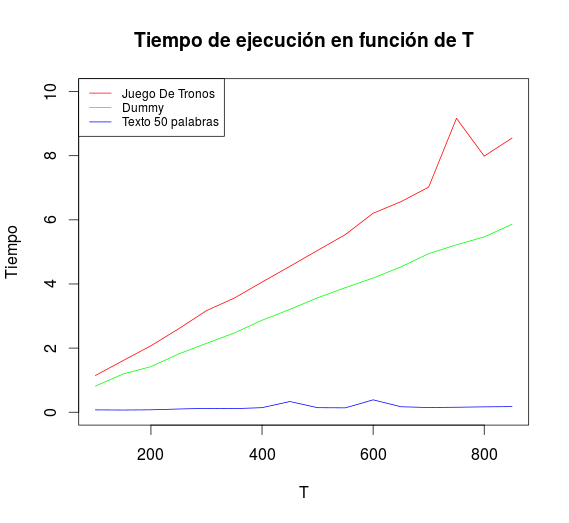 Tiempo de ejecución en función de T
Juego De Tronos
Dummy
Texto 50 palabras
10
8
6
4
2
0
Tiempo
200 400 600 800
T